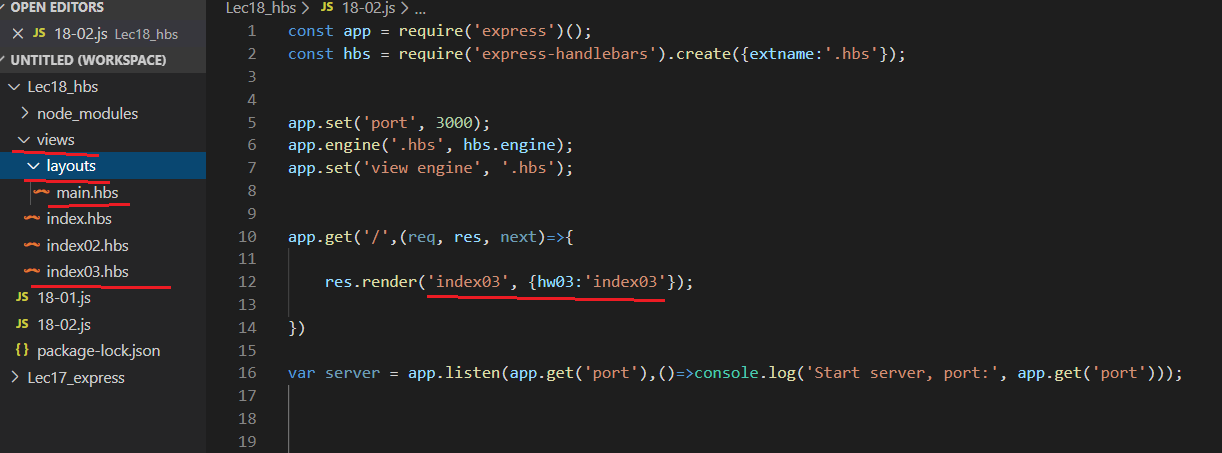 OPEN EDITORS
JS 18-02.js Lec18_hbs
UNTITLED (WORKSPACE)
Lec18_hbs
node_modules
views
layouts
main.hbs
index.hbs
index02.hbs
index03.hbs
JS 18-01.js
JS 18-02.js
{} package-lock.json
Lec17_express
Lec18_hbs > JS 18-02.js > ...
1 const app = require('express')();
2 const hbs = require('express-handlebars').create({extname:'.hbs'});
3
4
5 app.set('port', 3000);
6 app.engine('.hbs', hbs.engine);
7 app.set('view engine', '.hbs');
8
9
10 app.get('/',(req, res, next)=>{
11
12 res.render('index03', {hw03:'index03'});
13
14 })
15
16 var server = app.listen(app.get('port'),()=>console.log('Start server, port:', app.get('port')));
17
18
19